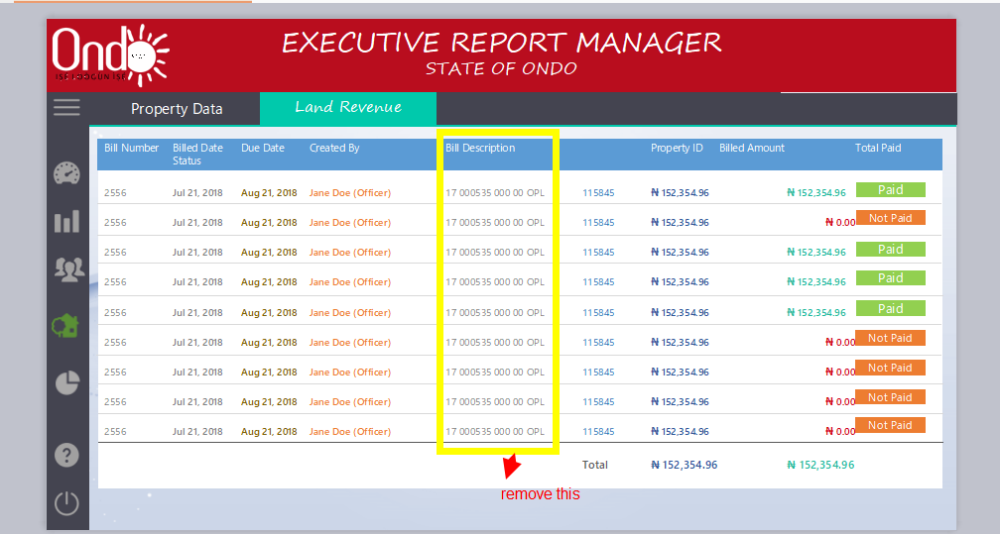 Ondo
EXECUTIVE REPORT MANAGER
STATE OF ONDO
Property Data Land Revenue
Bill Number Billed Date Due Date Created By Bill Description Property ID Billed Amount Total Paid
Status
2556 Jul 21, 2018 Aug 21, 2018 Jane Doe (Officer) 17 000535 000 00 OPL 115845 ₦ 152,354.96 ₦ 152,354.96 Paid
2556 Jul 21, 2018 Aug 21, 2018 Jane Doe (Officer) 17 000535 000 00 OPL 115845 ₦ 152,354.96 ₦ 0.00 Not Paid
2556 Jul 21, 2018 Aug 21, 2018 Jane Doe (Officer) 17 000535 000 00 OPL 115845 ₦ 152,354.96 ₦ 152,354.96 Paid
2556 Jul 21, 2018 Aug 21, 2018 Jane Doe (Officer) 17 000535 000 00 OPL 115845 ₦ 152,354.96 ₦ 152,354.96 Paid
2556 Jul 21, 2018 Aug 21, 2018 Jane Doe (Officer) 17 000535 000 00 OPL 115845 ₦ 152,354.96 ₦ 152,354.96 Paid
2556 Jul 21, 2018 Aug 21, 2018 Jane Doe (Officer) 17 000535 000 00 OPL 115845 ₦ 152,354.96 ₦ 0.00 Not Paid
2556 Jul 21, 2018 Aug 21, 2018 Jane Doe (Officer) 17 000535 000 00 OPL 115845 ₦ 152,354.96 ₦ 0.00 Not Paid
2556 Jul 21, 2018 Aug 21, 2018 Jane Doe (Officer) 17 000535 000 00 OPL 115845 ₦ 152,354.96 ₦ 0.00 Not Paid
2556 Jul 21, 2018 Aug 21, 2018 Jane Doe (Officer) 17 000535 000 00 OPL 115845 ₦ 152,354.96 ₦ 0.00 Not Paid
Total ₦ 152,354.96 ₦ 152,354.96
remove this